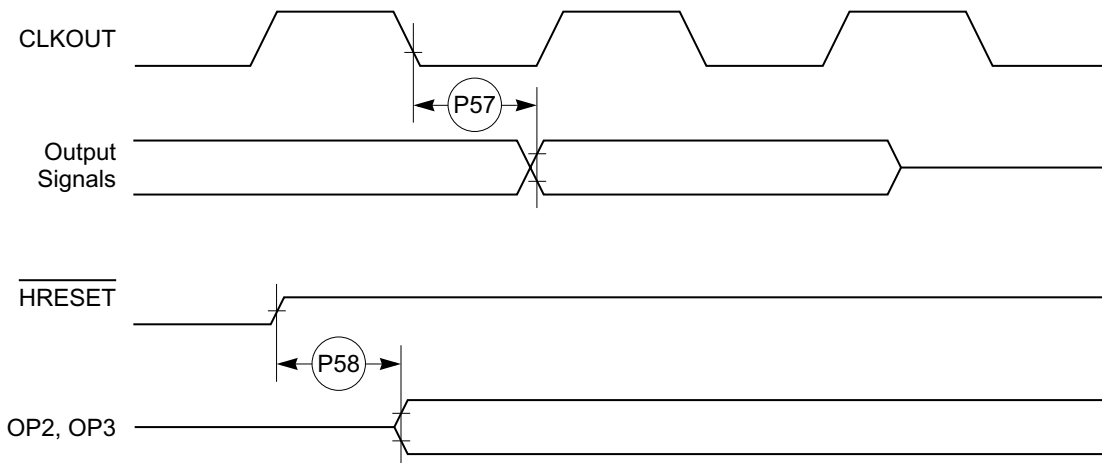 CLKOUT
P57
Output
Signals
HRESET
P58
OP2, OP3